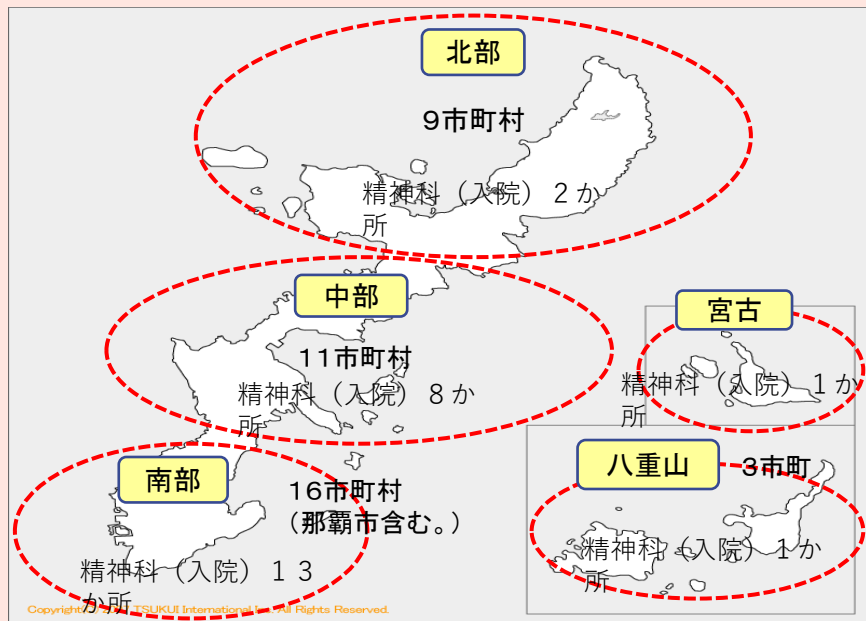 北部
9市町村
精神科（入院）２か
所
中部
11市町村
精神科（入院）８か
所
宮古
精神科（入院）１か
所
南部
16市町村
（那覇市含む。）
精神科（入院）１３
か所
八重山
3市町
精神科（入院）１か
所
TSUKUI International Inc. All Rights Reserved.